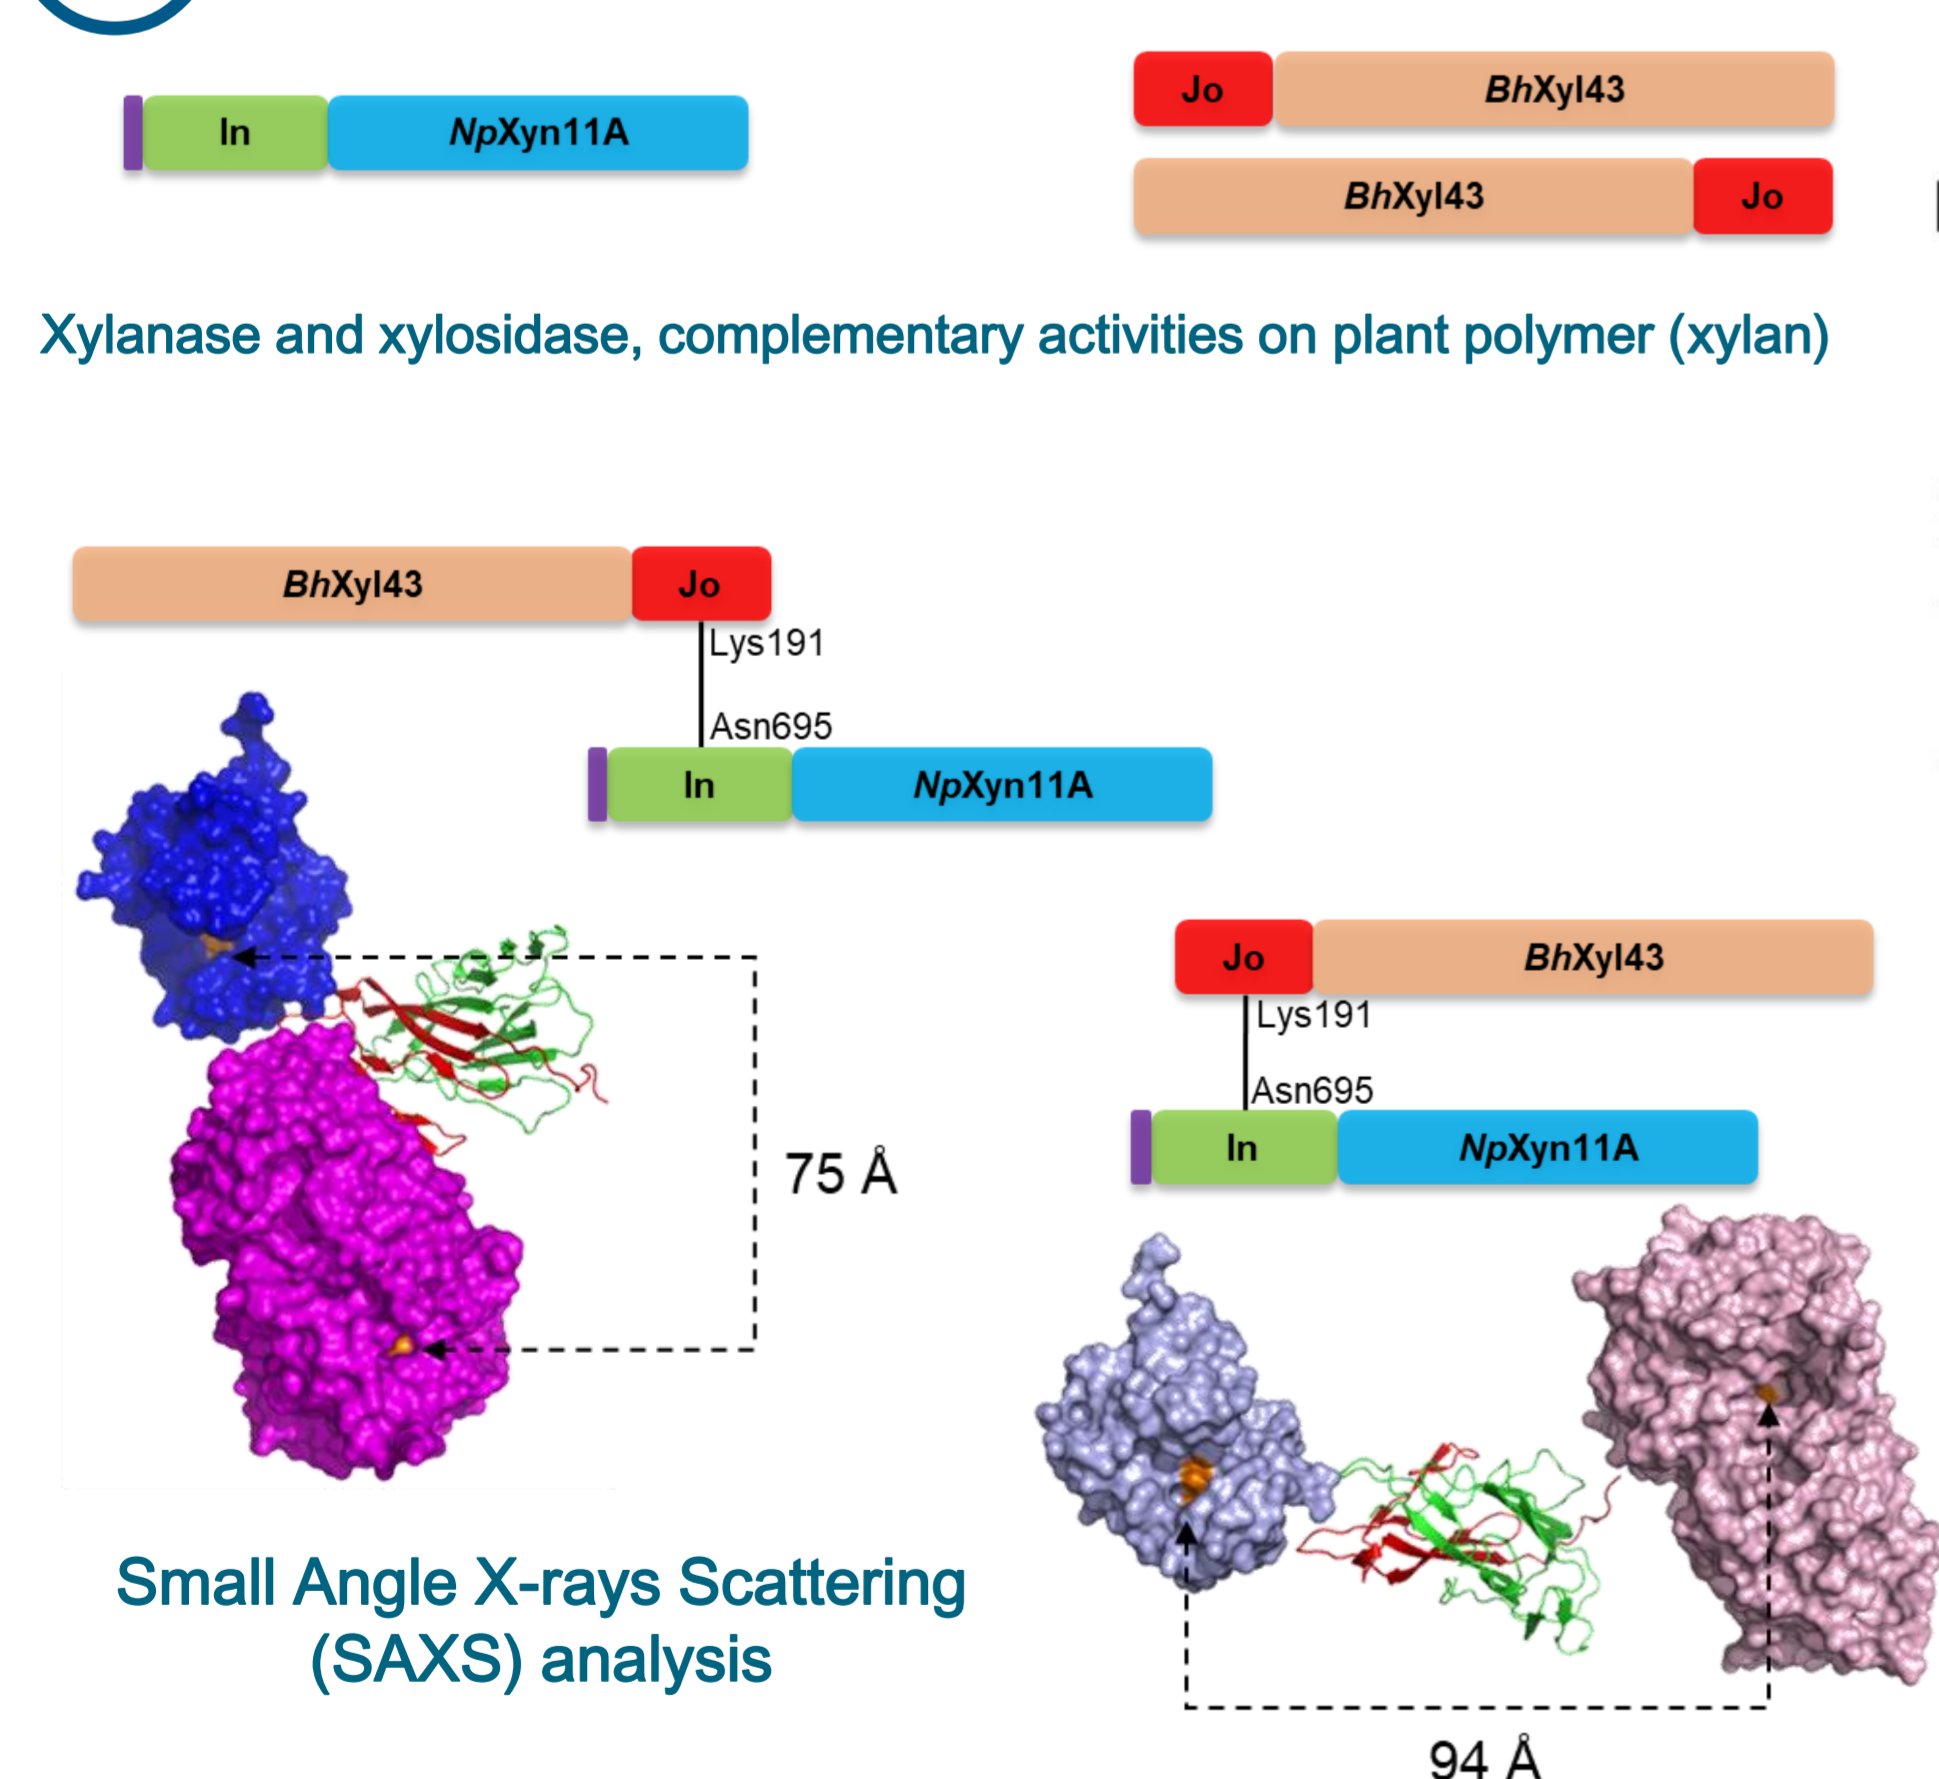 In
NpXyn11A
Jo
BhXyl43
BhXyl43
Jo
Xylanase and xylosidase, complementary activities on plant polymer (xylan)
BhXyl43
Jo
Lys191
Asn695
In
NpXyn11A
Jo
BhXyl43
Lys191
Asn695
In
NpXyn11A
75 Å
Small Angle X-rays Scattering
(SAXS) analysis
94 Å